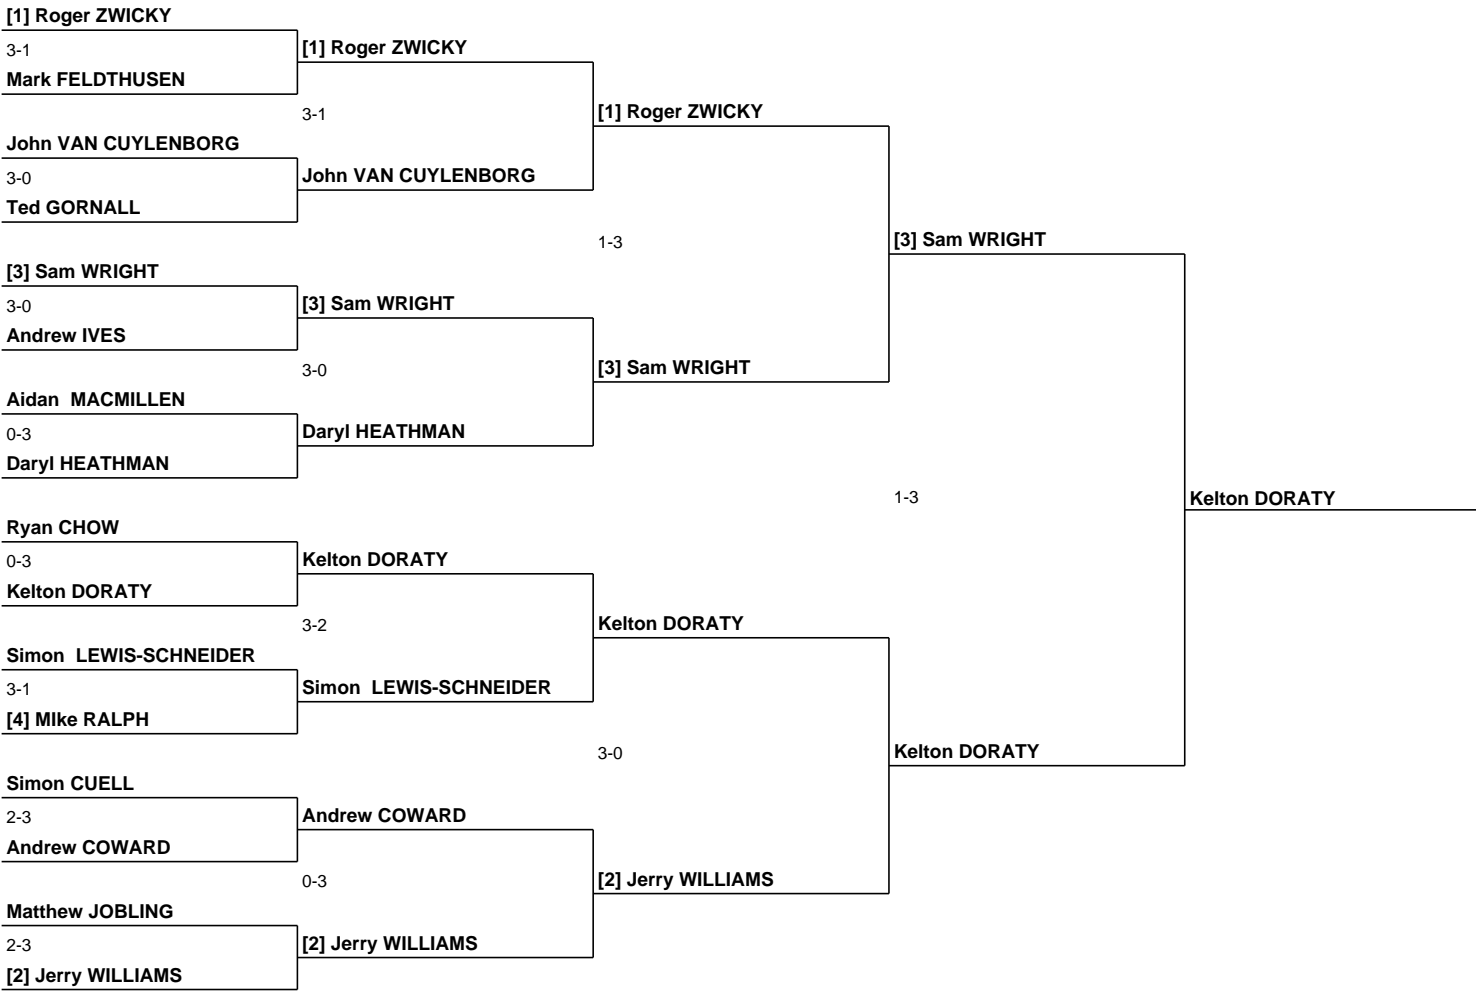 [1] Roger ZWICKY
3-1
Mark FELDTHUSEN
John VAN CUYLENBORG
3-0
Ted GORNALL
[3] Sam WRIGHT
3-0
Andrew IVES
Aidan  MACMILLEN
0-3
Daryl HEATHMAN
Ryan CHOW
0-3
Kelton DORATY
Simon  LEWIS-SCHNEIDER
3-1
[4] MIke RALPH
Simon CUELL
2-3
Andrew COWARD
Matthew JOBLING
2-3
[2] Jerry WILLIAMS
[1] Roger ZWICKY
3-1
John VAN CUYLENBORG
[3] Sam WRIGHT
3-0
Daryl HEATHMAN
Kelton DORATY
3-2
Simon  LEWIS-SCHNEIDER
Andrew COWARD
0-3
[2] Jerry WILLIAMS
[1] Roger ZWICKY
1-3
[3] Sam WRIGHT
Kelton DORATY
3-0
[2] Jerry WILLIAMS
[3] Sam WRIGHT
1-3
Kelton DORATY
Kelton DORATY